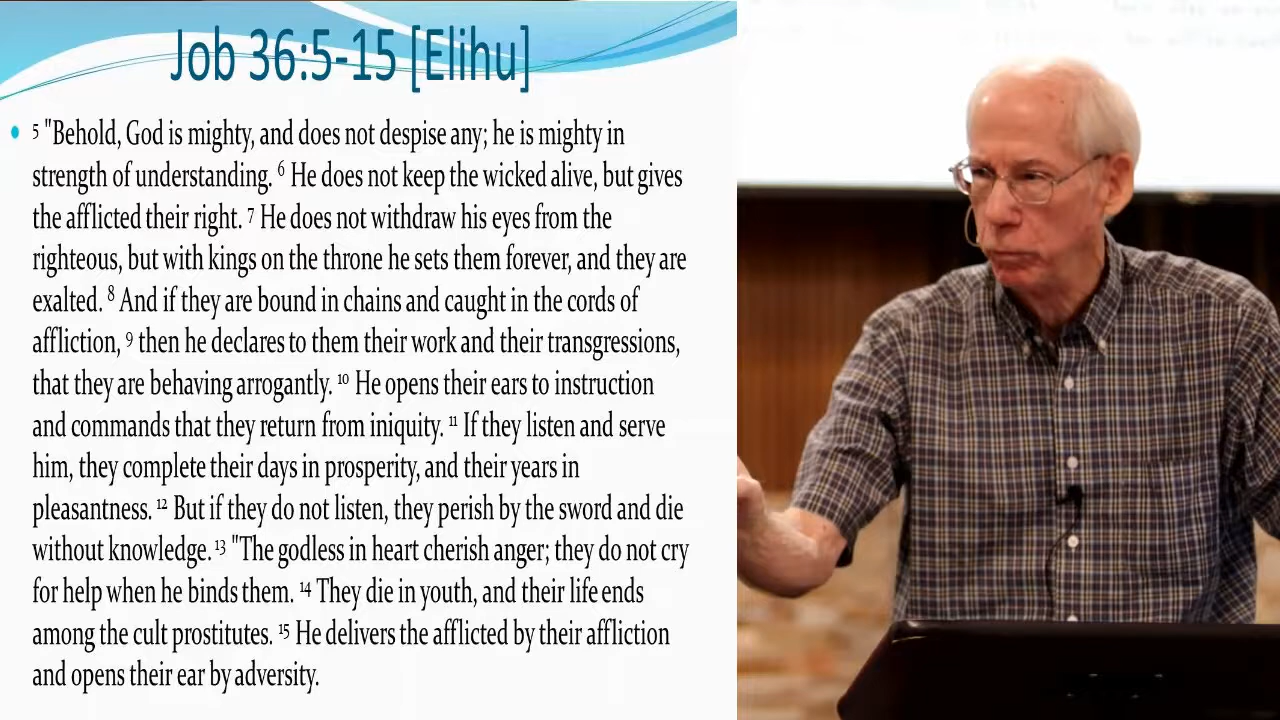 Job 36:5-15 [Elihu]
• 5 "Behold, God is mighty, and does not despise any; he is mighty in
strength of understanding. 6 He does not keep the wicked alive, but gives
the afflicted their right. 7 He does not withdraw his eyes from the
righteous, but with kings on the throne he sets them forever, and they are
exalted. 8 And if they are bound in chains and caught in the cords of
affliction, 9 then he declares to them their work and their transgressions,
that they are behaving arrogantly. 10 He opens their ears to instruction
and commands that they return from iniquity. 11 If they listen and serve
him, they complete their days in prosperity, and their years in
pleasantness. 12 But if they do not listen, they perish by the sword and die
without knowledge. 13 "The godless in heart cherish anger; they do not cry
for help when he binds them. 14 They die in youth, and their life ends
among the cult prostitutes. 15 He delivers the afflicted by their affliction
and opens their ear by adversity.